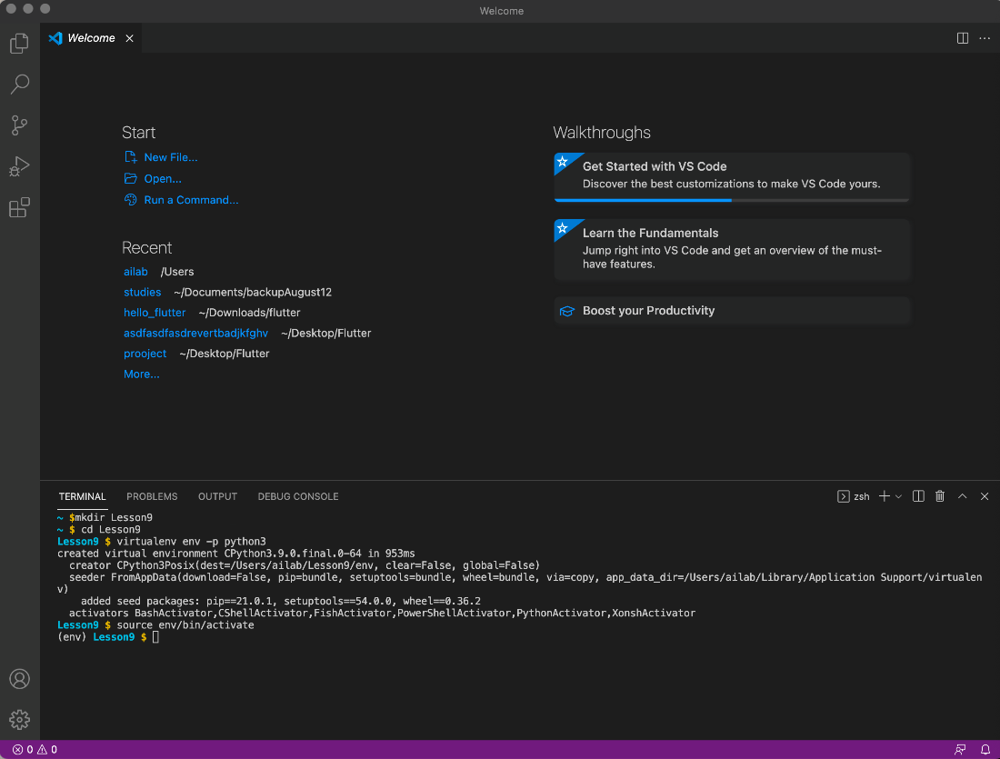 Welcome
Welcome
Start
New File...
Open...
Run a Command...
Recent
ailab /Users
studies ~/Documents/backupAugust12
hello_flutter ~/Downloads/flutter
asdfasdfasdrevertbadjkfghv ~/Desktop/Flutter
prooject ~/Desktop/Flutter
More...
Walkthroughs
Get Started with VS Code
Discover the best customizations to make VS Code yours.
Learn the Fundamentals
Jump right into VS Code and get an overview of the must-
have features.
Boost your Productivity
TERMINAL PROBLEMS OUTPUT DEBUG CONSOLE zsh
~ $mkdir Lesson9
~ $ cd Lesson9
Lesson9 $ virtualenv env -p python3
created virtual environment CPython3.9.0.final.0-64 in 953ms
creator CPython3Posix(dest=/Users/ailab/Lesson9/env, clear=False, global=False)
seeder FromAppData(download=False, pip=bundle, setuptools=bundle, wheel=bundle, via=copy, app_data_dir=/Users/ailab/Library/Application Support/virtualen
v)
added seed packages: pip==21.0.1, setuptools==54.0.0, wheel==0.36.2
activators BashActivator,CShellActivator,FishActivator,PowerShellActivator,PythonActivator,XonshActivator
Lesson9 $ source env/bin/activate
(env) Lesson9 $
0 0